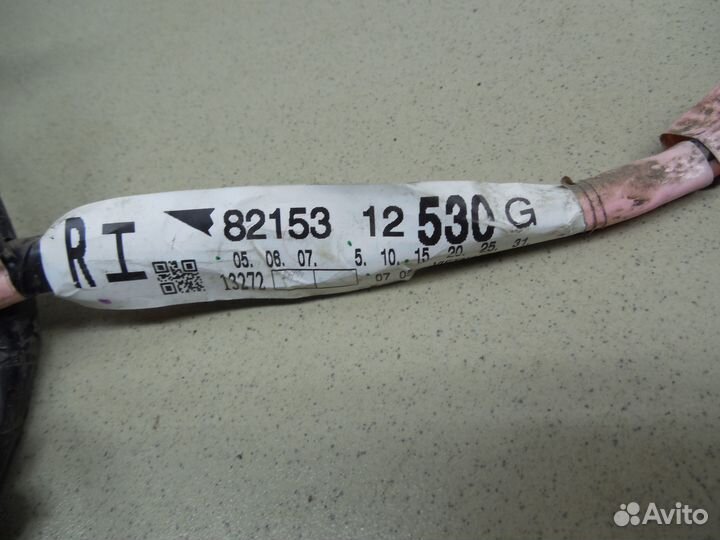 RI
82153 12 530 G
05. 06. 07. 5. 10. 15. 20. 25. 31
13272
Avito